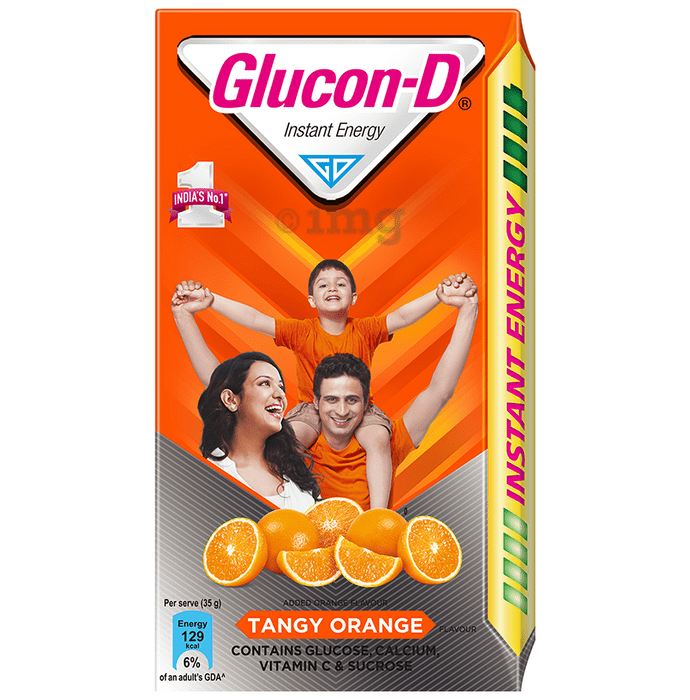 Glucon-D®
Instant Energy
GD
INDIA'S No.1*
1
© 1mg
INSTANT ENERGY
ADDED ORANGE FLAVOUR
TANGY ORANGE FLAVOUR
CONTAINS GLUCOSE, CALCIUM,
VITAMIN C & SUCROSE
Per serve (35 g)
Energy
129
kcal
6%
of an adult's GDA^